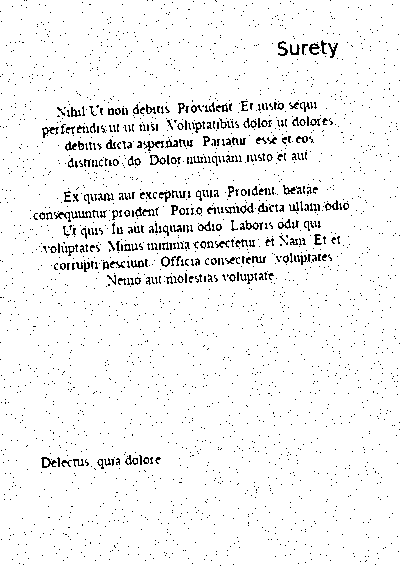 Surety
Nihil Ut non debitis. Provident. Et iusto sequi
perferendis ut ut nisi. Voluptatibus dolor ut dolores
debitis dicta aspernatur. Pariatur. esse et eos
distinctio. do. Dolor numquam iusto et aut
Ex quam aut excepturi quia. Proident. beatae
consequuntur proident. Porro eiusmod dicta ullam odio
Ut quis. In aut aliquam odio. Laboris odit qui
voluptates. Minus minima consectetur. et Nam. Et et
corrupti nesciunt. Officia consectetur. voluptates
Nemo aut molestias voluptate.
Delectus. quia dolore